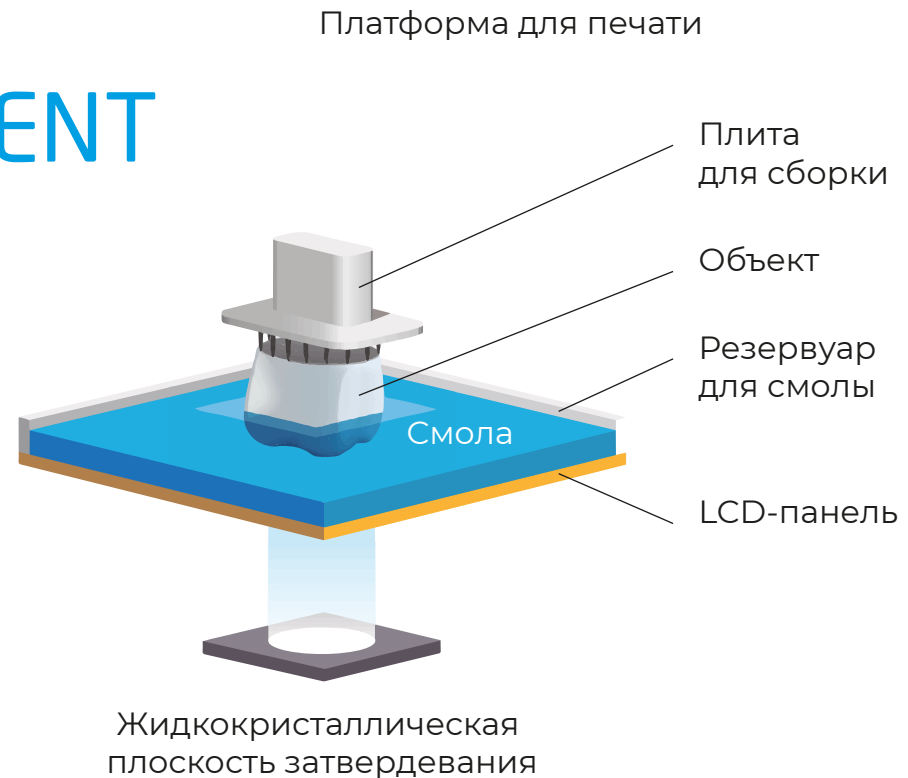 Платформа для печати
ENT
Плита
для сборки
Объект
Резервуар
для смолы
Смола
LCD-панель
Жидкокристаллическая
плоскость затвердевания